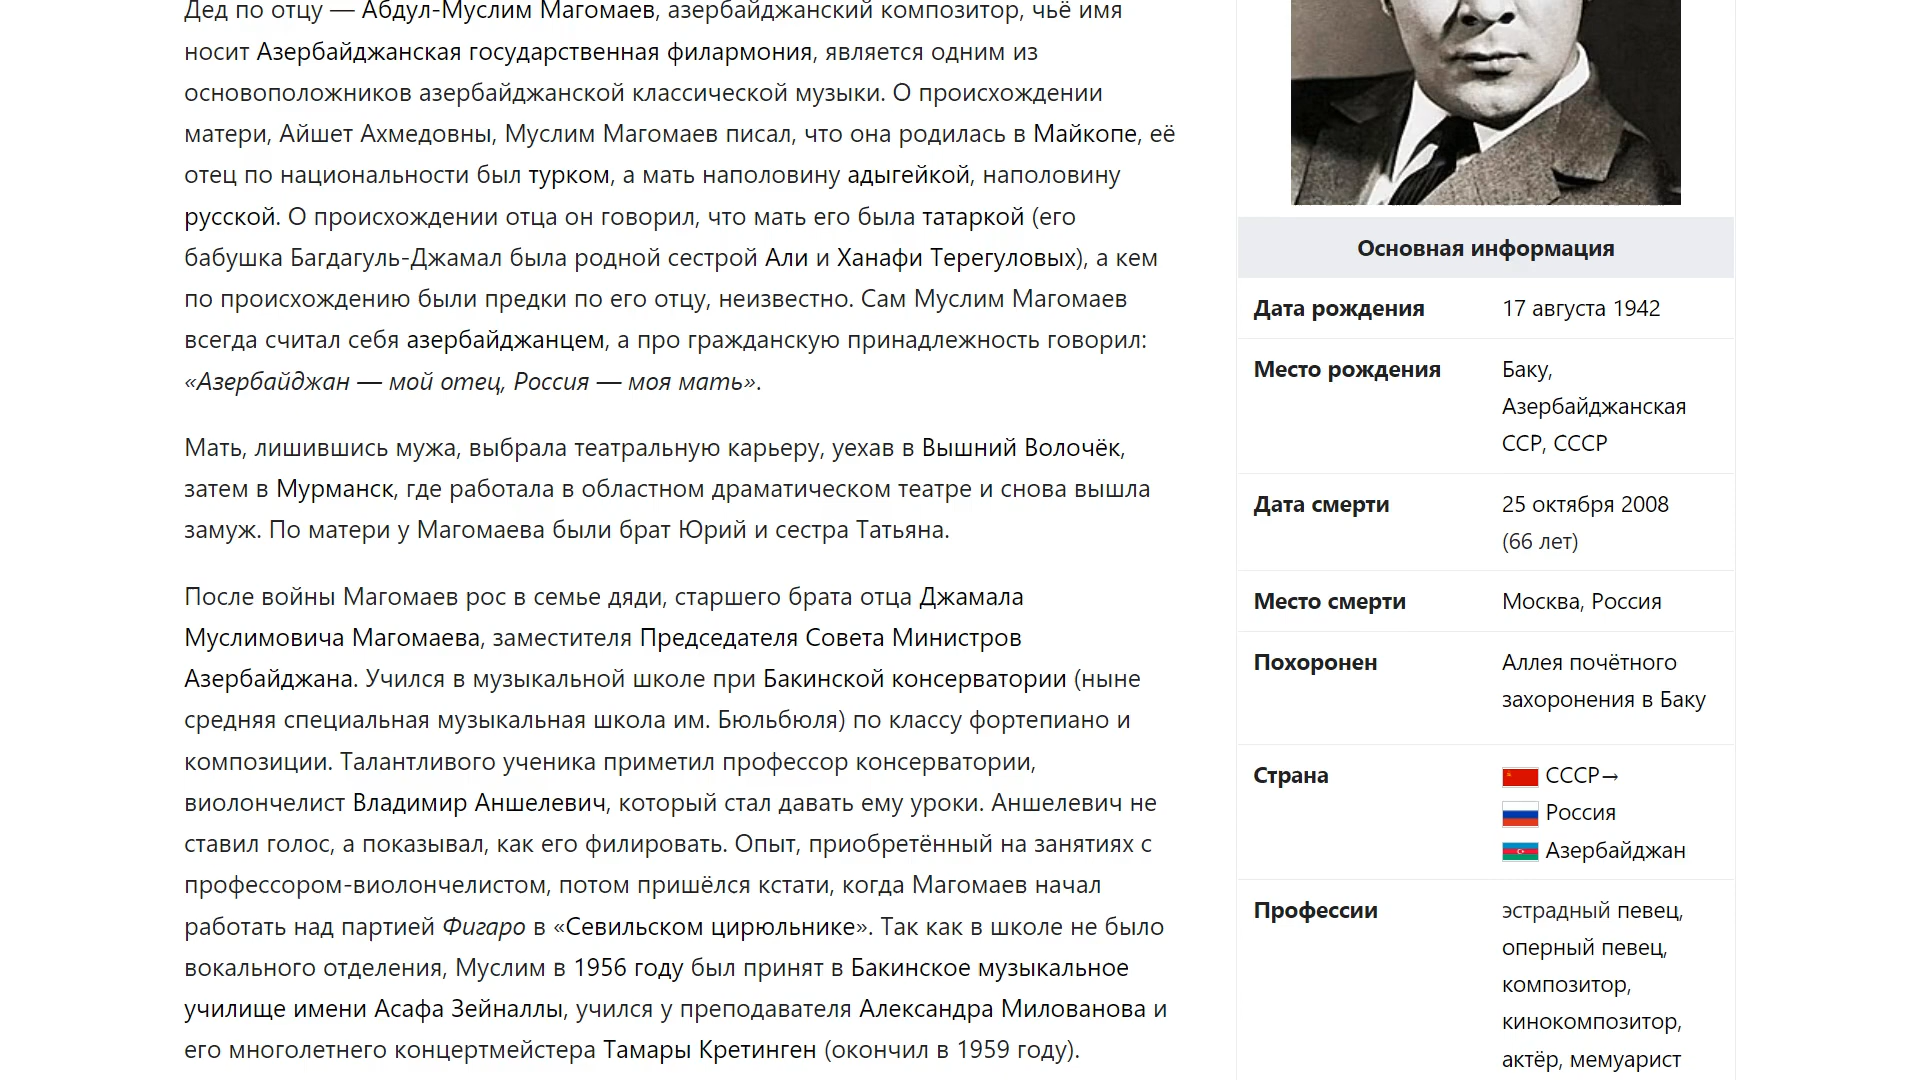 Дед по отцу — Абдул-Муслим Магомаев, азербайджанский композитор, чьё имя
носит Азербайджанская государственная филармония, является одним из
основоположников азербайджанской классической музыки. О происхождении
матери, Айшет Ахмедовны, Муслим Магомаев писал, что она родилась в Майкопе, её
отец по национальности был турком, а мать наполовину адыгейкой, наполовину
русской. О происхождении отца он говорил, что мать его была татаркой (его
бабушка Багдагуль-Джамал была родной сестрой Али и Ханафи Терегуловых), а кем
по происхождению были предки по его отцу, неизвестно. Сам Муслим Магомаев
всегда считал себя азербайджанцем, а про гражданскую принадлежность говорил:
«Азербайджан — мой отец, Россия — моя мать».
Мать, лишившись мужа, выбрала театральную карьеру, уехав в Вышний Волочёк,
затем в Мурманск, где работала в областном драматическом театре и снова вышла
замуж. По матери у Магомаева были брат Юрий и сестра Татьяна.
После войны Магомаев рос в семье дяди, старшего брата отца Джамала
Муслимовича Магомаева, заместителя Председателя Совета Министров
Азербайджана. Учился в музыкальной школе при Бакинской консерватории (ныне
средняя специальная музыкальная школа им. Бюльбюля) по классу фортепиано и
композиции. Талантливого ученика приметил профессор консерватории,
виолончелист Владимир Аншелевич, который стал давать ему уроки. Аншелевич не
ставил голос, а показывал, как его филировать. Опыт, приобретённый на занятиях с
профессором-виолончелистом, потом пришёлся кстати, когда Магомаев начал
работать над партией Фигаро в «Севильском цирюльнике». Так как в школе не было
вокального отделения, Муслим в 1956 году был принят в Бакинское музыкальное
училище имени Асафа Зейналлы, учился у преподавателя Александра Милованова и
его многолетнего концертмейстера Тамары Кретинген (окончил в 1959 году).
Основная информация
Дата рождения 17 августа 1942
Место рождения Баку,
Азербайджанская
ССР, СССР
Дата смерти 25 октября 2008
(66 лет)
Место смерти Москва, Россия
Похоронен Аллея почётного
захоронения в Баку
Страна СССР→
Россия
Азербайджан
Профессии эстрадный певец,
оперный певец,
композитор,
кинокомпозитор,
актёр, мемуарист